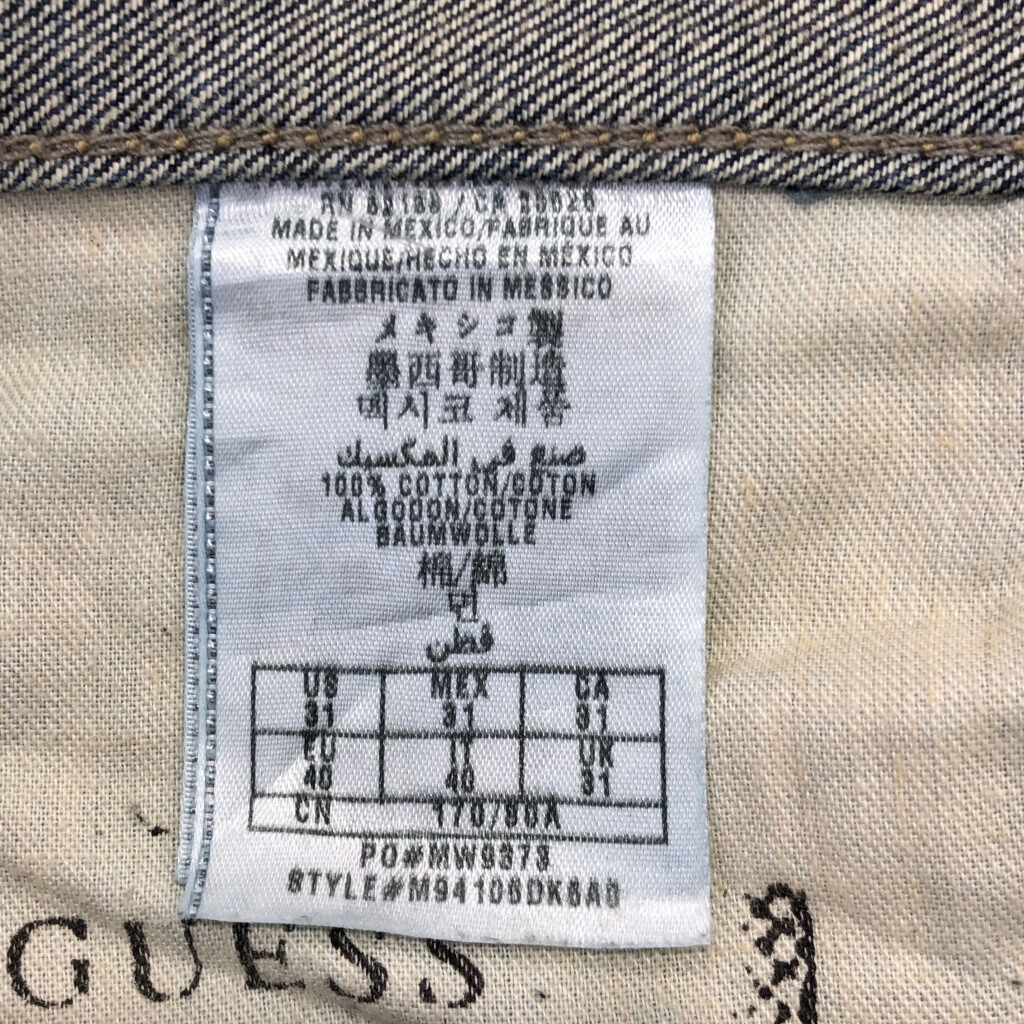 MADE IN MEXICO/FABRIQUE AU
MEXIQUE/HECHO EN MÉXICO
FABBRICATO IN MESSICO
メキシコ製
墨西哥制造
멕시코 제품
صنع في المكسيك
100% COTTON/COTON
ALGODON/COTONE
BAUMWOLLE
棉/綿
면
قطن
US MEX CA
31 31 31
EU IT UK
40 40 31
CN 170/80A
PO#MW9373
GUESS